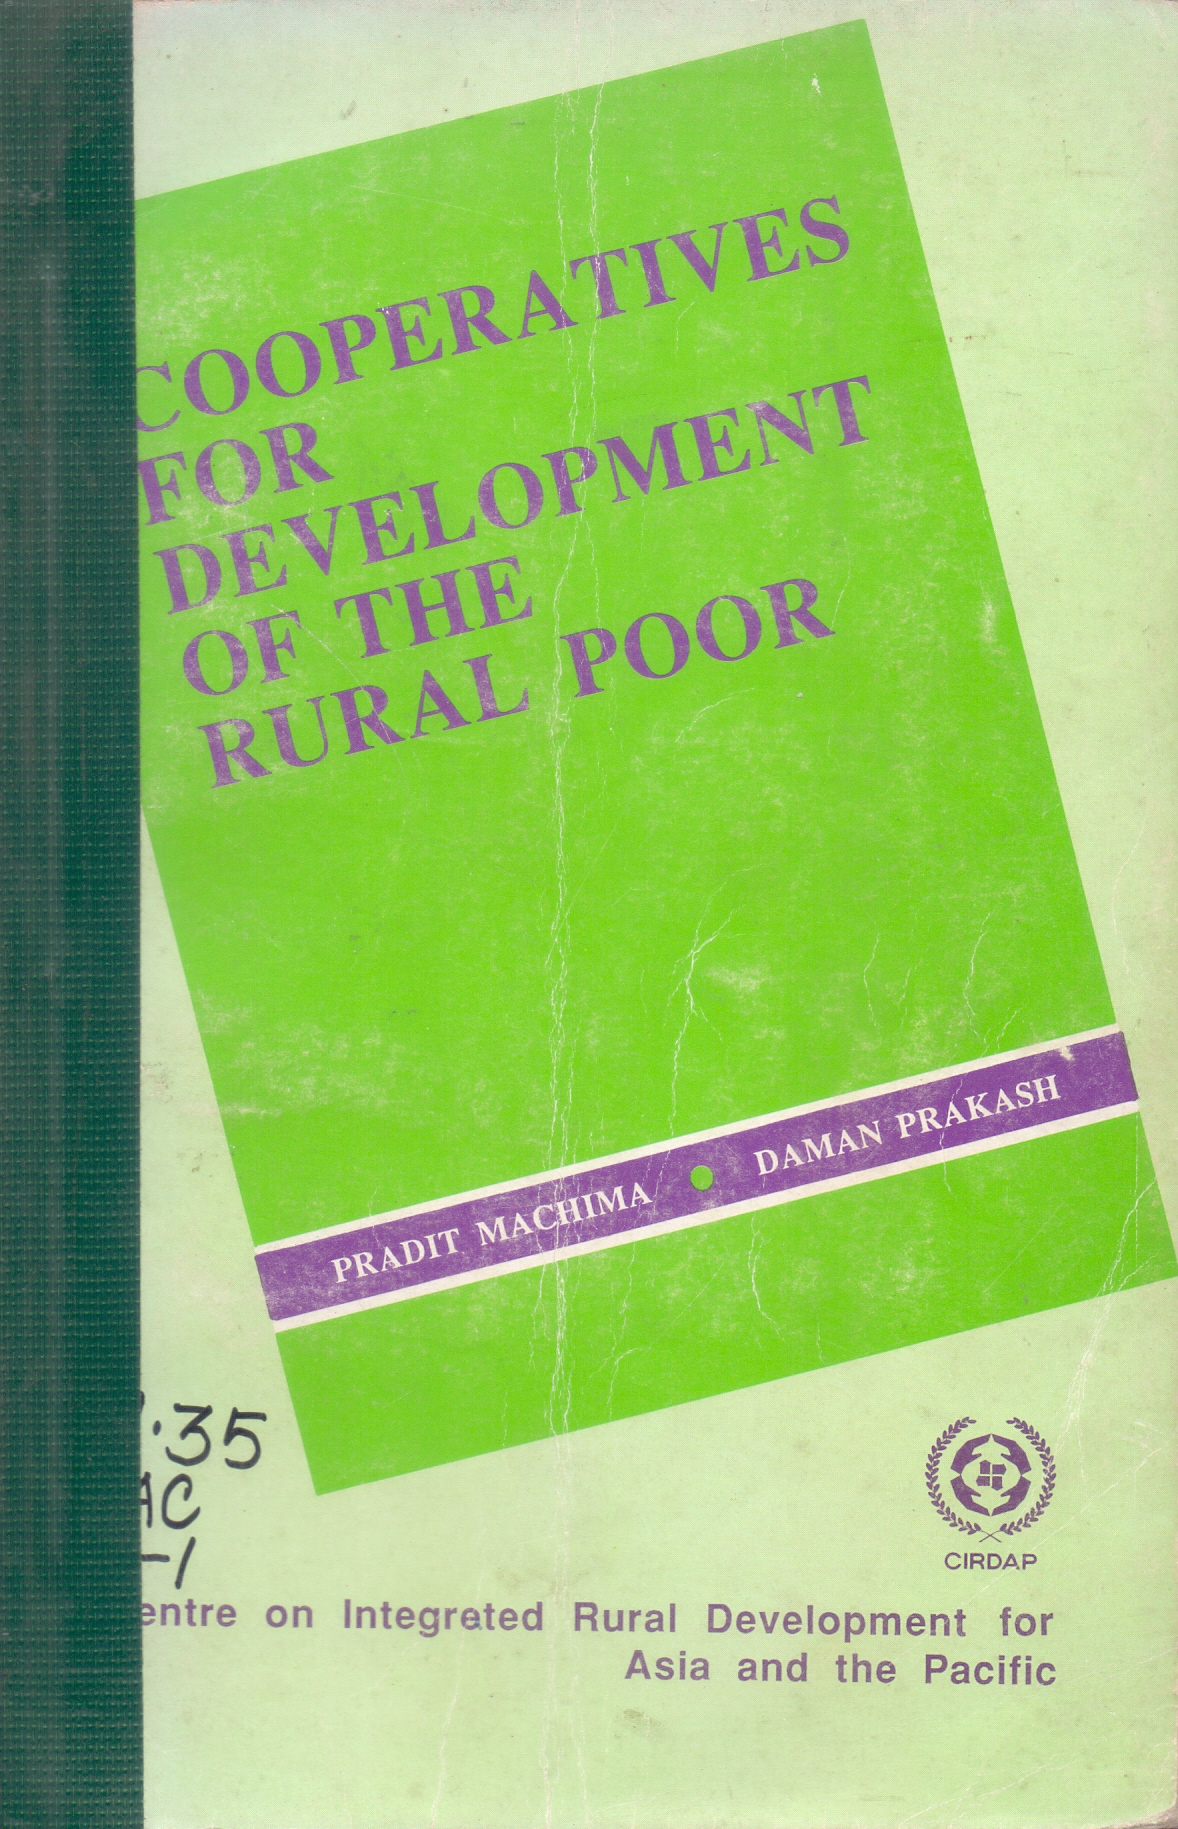 COOPERATIVES
FOR
DEVELOPMENT
OF THE
RURAL POOR
PRADIT MACHIMA • DAMAN PRAKASH
.35
AC
-1
CIRDAP
entre on Integrated Rural Development for
Asia and the Pacific